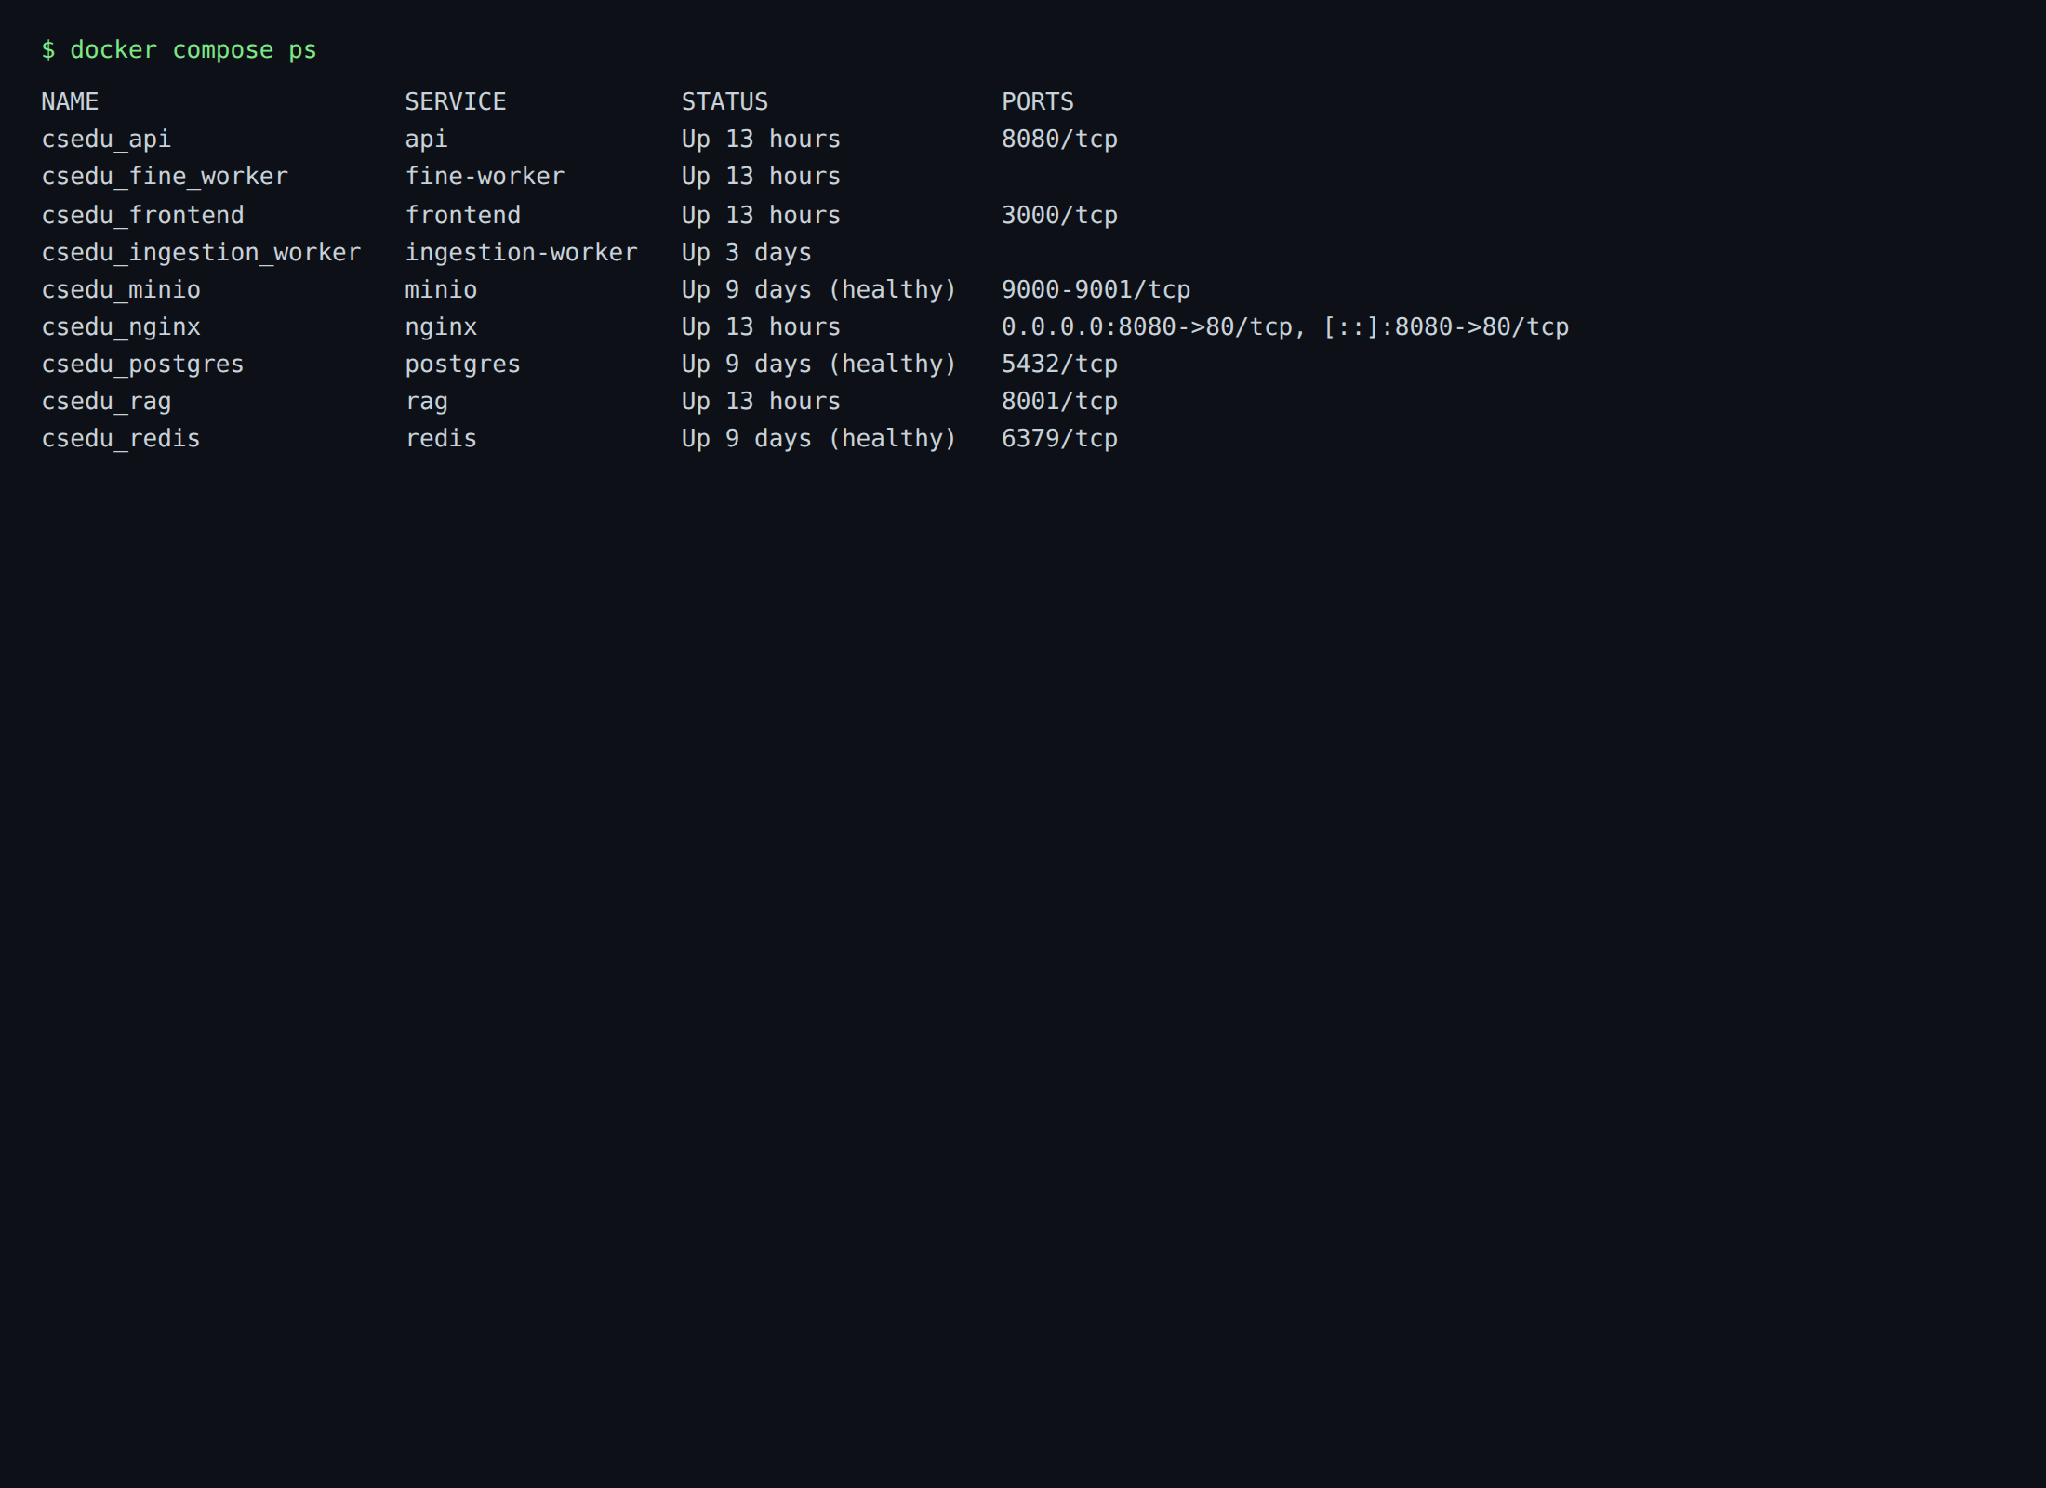 $ docker compose ps
NAME                     SERVICE            STATUS                PORTS
csedu_api                api                Up 13 hours           8080/tcp
csedu_fine_worker        fine-worker        Up 13 hours
csedu_frontend           frontend           Up 13 hours           3000/tcp
csedu_ingestion_worker   ingestion-worker   Up 3 days
csedu_minio              minio              Up 9 days (healthy)   9000-9001/tcp
csedu_nginx              nginx              Up 13 hours           0.0.0.0:8080->80/tcp, [::]:8080->80/tcp
csedu_postgres           postgres           Up 9 days (healthy)   5432/tcp
csedu_rag                rag                Up 13 hours           8001/tcp
csedu_redis              redis              Up 9 days (healthy)   6379/tcp